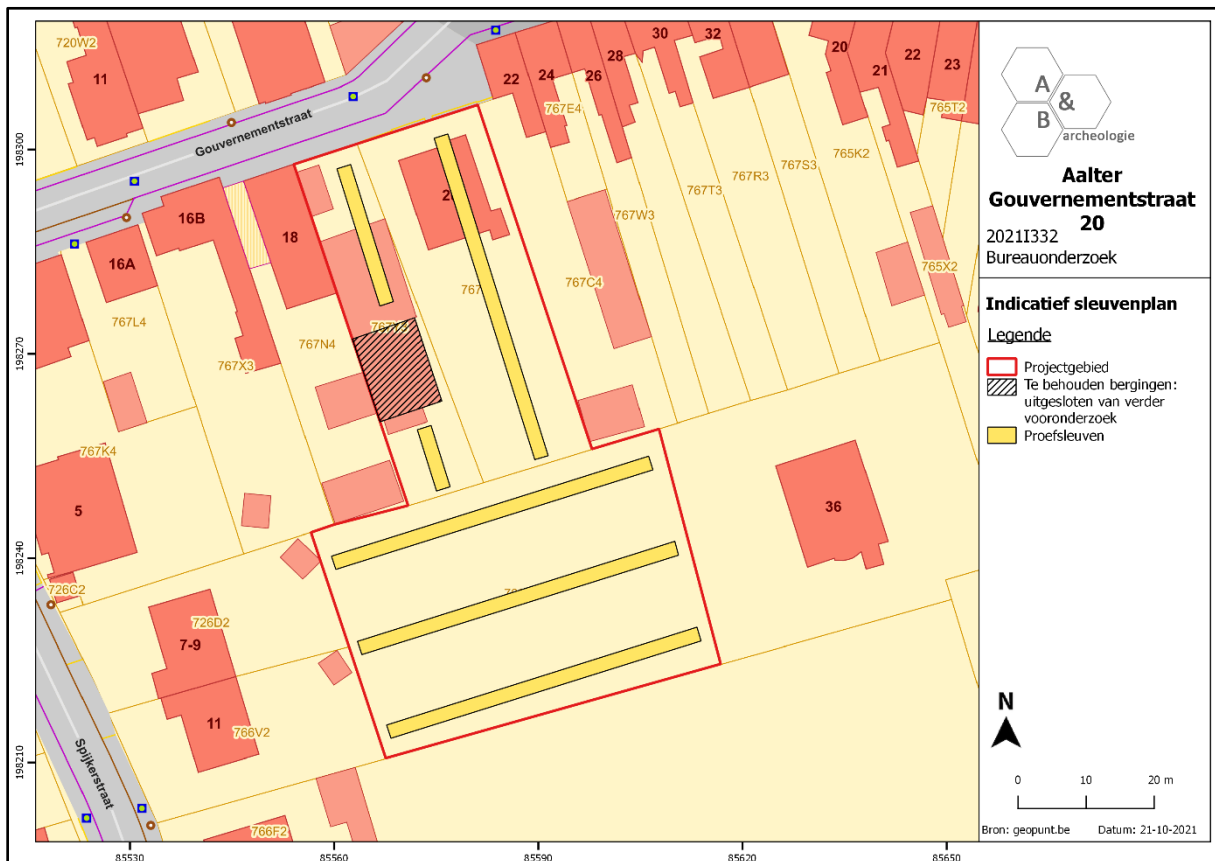 720W2
11
Gouvernementstraat
22
24
26
28
30
32
20
21
22
23
765T2
767E4
767T3
767R3
767S3
765K2
767W3
767C4
765X2
16B
16A
18
767L4
767X3
767N4
767K4
5
726C2
726D2
7-9
11
766V2
766F2
36
Spijkerstraat
198300
198270
198240
198210
85530
85560
85590
85620
85650
A
&
B
archeologie
Aalter
Gouvernementstraat
20
2021I332
Bureauonderzoek
Indicatief sleuvenplan
Legende
Projectgebied
Te behouden bergingen:
uitgesloten van verder
vooronderzoek
Proefsleuven
N
0 10 20 m
Bron: geopunt.be Datum: 21-10-2021